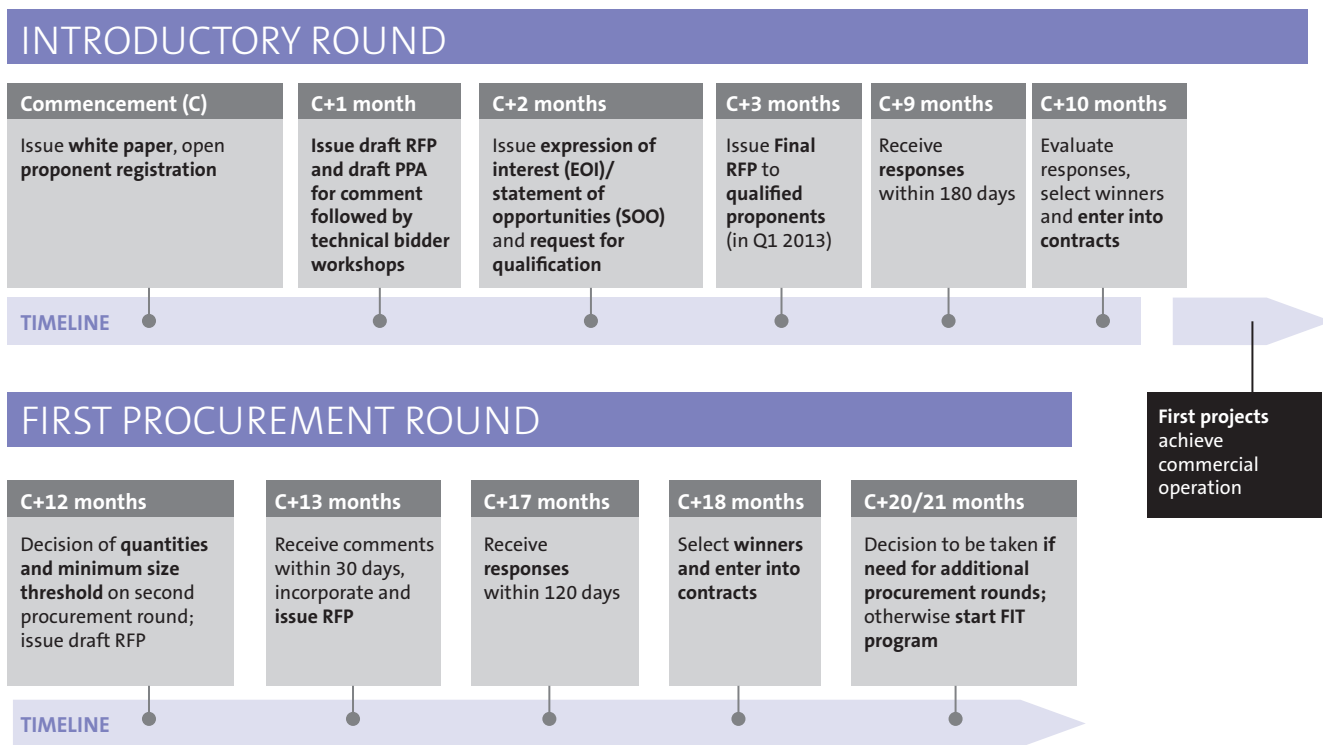 INTRODUCTORY ROUND
Commencement (C)
Issue white paper, open
proponent registration
C+1 month
Issue draft RFP
and draft PPA
for comment
followed by
technical bidder
workshops
C+2 months
Issue expression of
interest (EOI)/
statement of
opportunities (SOO)
and request for
qualification
C+3 months
Issue Final
RFP to
qualified
proponents
(in Q1 2013)
C+9 months
Receive
responses
within 180 days
C+10 months
Evaluate
responses,
select winners
and enter into
contracts
TIMELINE
First projects
achieve
commercial
operation
FIRST PROCUREMENT ROUND
C+12 months
Decision of quantities
and minimum size
threshold on second
procurement round;
issue draft RFP
C+13 months
Receive comments
within 30 days,
incorporate and
issue RFP
C+17 months
Receive
responses
within 120 days
C+18 months
Select winners
and enter into
contracts
C+20/21 months
Decision to be taken if
need for additional
procurement rounds;
otherwise start FIT
program
TIMELINE